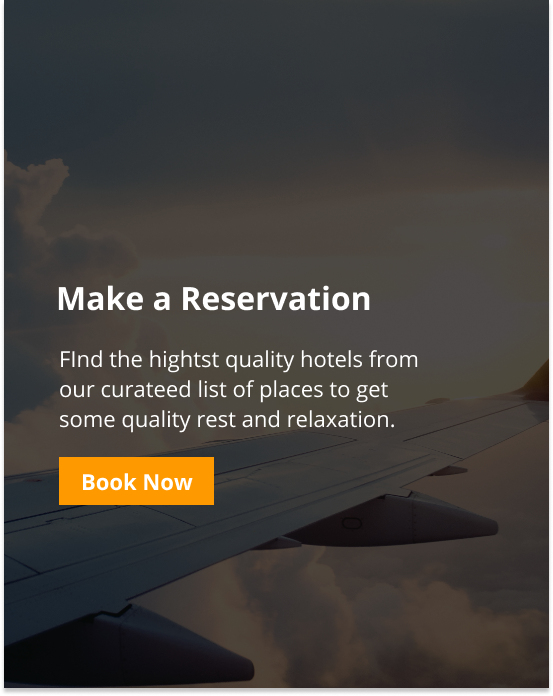 Make a Reservation
FInd the hightst quality hotels from
our curateed list of places to get
some quality rest and relaxation.
Book Now